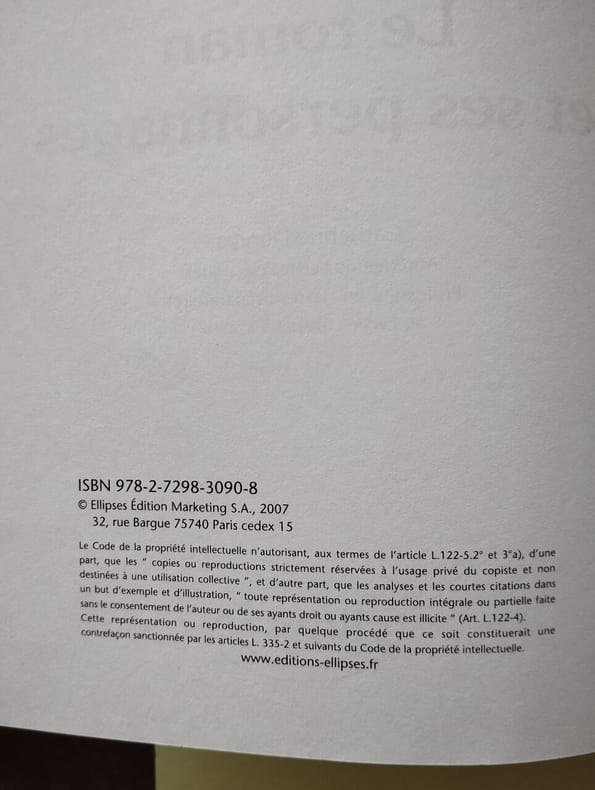 Le roman
et ses personnages
ISBN 978-2-7298-3090-8
© Ellipses Édition Marketing S.A., 2007
32, rue Bargue 75740 Paris cedex 15
Le Code de la propriété intellectuelle n'autorisant, aux termes de l'article L.122-5.2° et 3°a), d'une
part, que les " copies ou reproductions strictement réservées à l'usage privé du copiste et non
destinées à une utilisation collective ", et d'autre part, que les analyses et les courtes citations dans
un but d'exemple et d'illustration, " toute représentation ou reproduction intégrale ou partielle faite
sans le consentement de l'auteur ou de ses ayants droit ou ayants cause est illicite " (Art. L.122-4).
Cette représentation ou reproduction, par quelque procédé que ce soit constituerait une
contrefaçon sanctionnée par les articles L. 335-2 et suivants du Code de la propriété intellectuelle.
www.editions-ellipses.fr